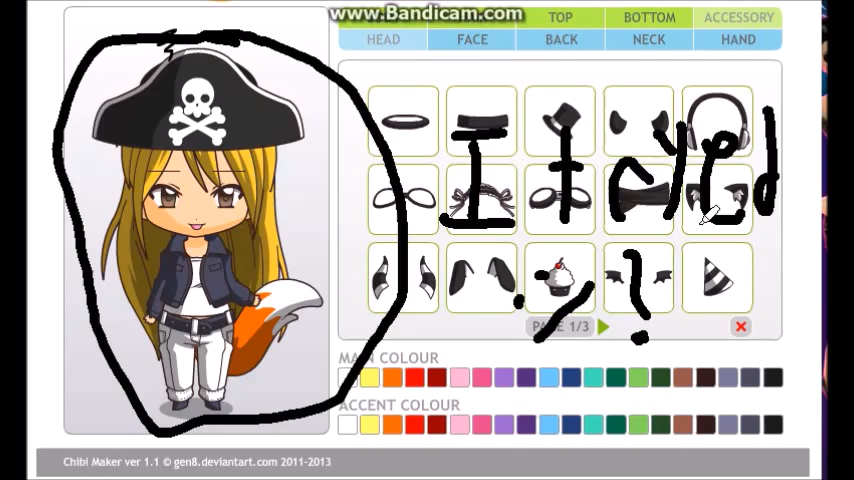 www.Bandicam.com
TOP BOTTOM ACCESSORY
HEAD FACE BACK NECK HAND
I tryed
. / !
PAGE 1/3
MAIN COLOUR
ACCENT COLOUR
Chibi Maker ver 1.1 © gen8.deviantart.com 2011-2013